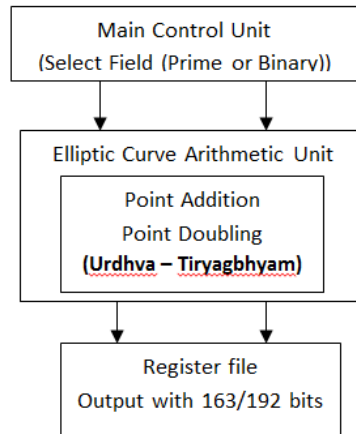 Main Control Unit
(Select Field (Prime or Binary))
Elliptic Curve Arithmetic Unit
Point Addition
Point Doubling
(Urdhva – Tiryagbhyam)
Register file
Output with 163/192 bits